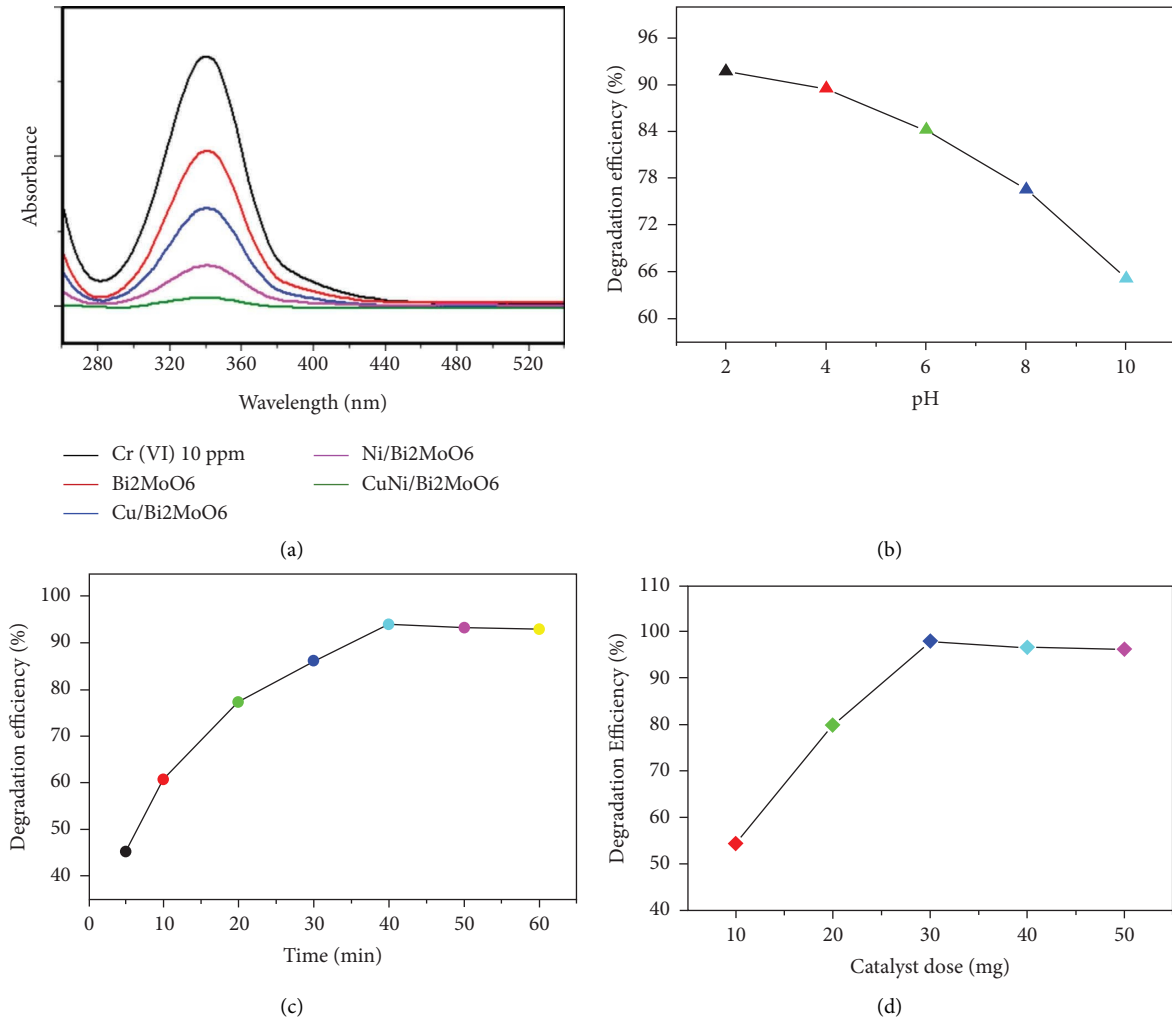 Absorbance
280 320 360 400 440 480 520
Wavelength (nm)
Cr (VI) 10 ppm
Bi2MoO6
Cu/Bi2MoO6
Ni/Bi2MoO6
CuNi/Bi2MoO6
(a)
Degradation efficiency (%)
96
90
84
78
72
66
60
2 4 6 8 10
pH
(b)
Degradation efficiency (%)
100
90
80
70
60
50
40
0 10 20 30 40 50 60
Time (min)
(c)
Degradation Efficiency (%)
110
100
90
80
70
60
50
40
10 20 30 40 50
Catalyst dose (mg)
(d)